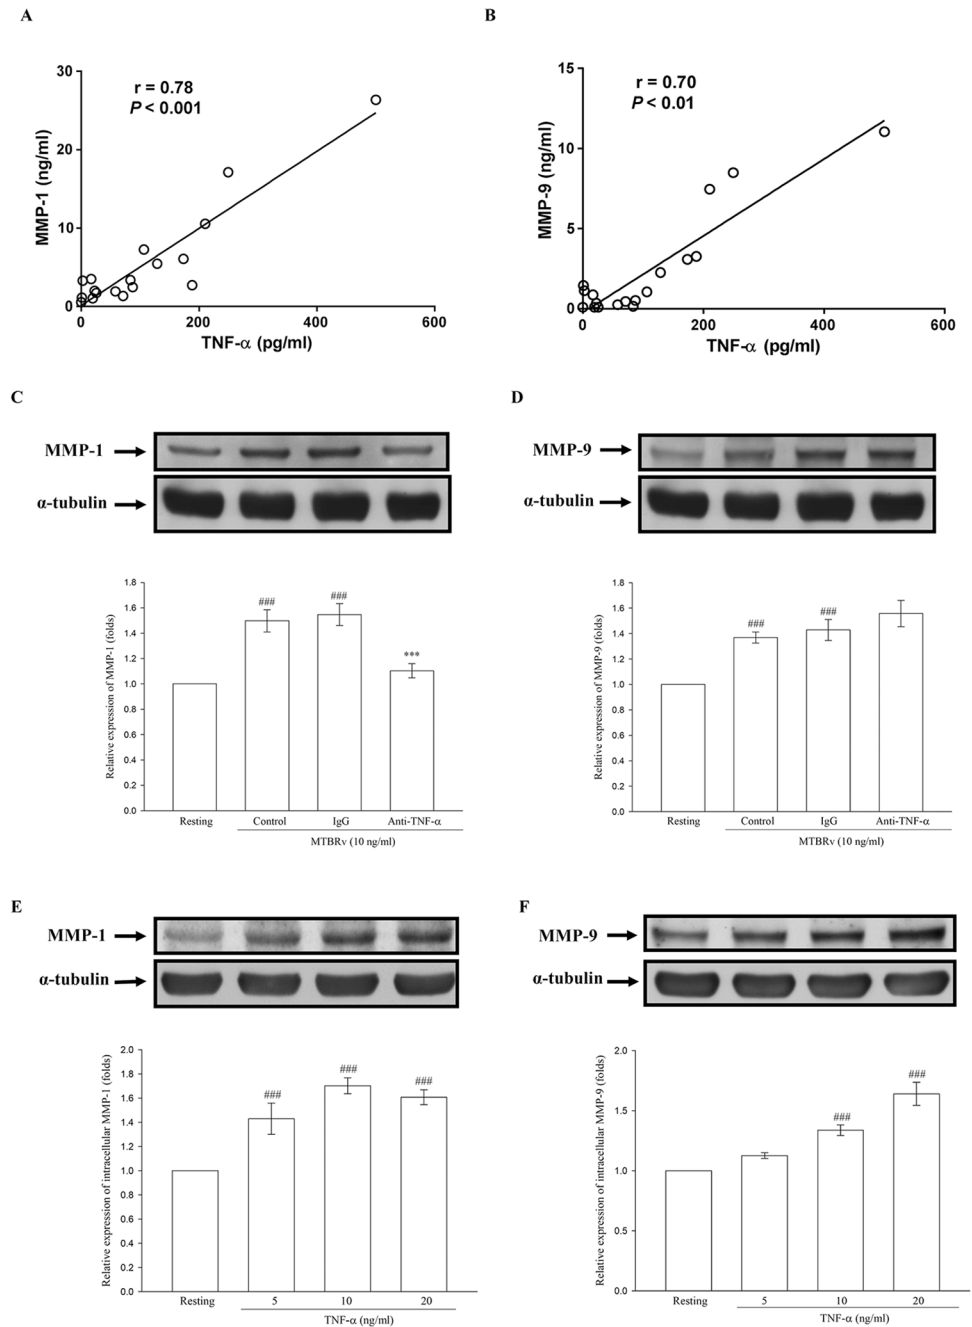 A
B
r = 0.78
P < 0.001
MMP-1 (ng/ml)
30
20
10
0
0
200
400
600
TNF-α (pg/ml)
r = 0.70
P < 0.01
MMP-9 (ng/ml)
15
10
5
0
0
200
400
600
TNF-α (pg/ml)
C
MMP-1
α-tubulin
Relative expression of MMP-1 (folds)
1.8
1.6
1.4
1.2
1.0
0.8
0.6
0.4
0.2
0.0
###
###
***
Resting
Control
IgG
Anti-TNF-α
MTBRv (10 ng/ml)
D
MMP-9
α-tubulin
Relative expression of MMP-9 (folds)
1.8
1.6
1.4
1.2
1.0
0.8
0.6
0.4
0.2
0.0
###
###
Resting
Control
IgG
Anti-TNF-α
MTBRv (10 ng/ml)
E
MMP-1
α-tubulin
Relative expression of intracellular MMP-1 (folds)
2.0
1.8
1.6
1.4
1.2
1.0
0.8
0.6
0.4
0.2
0.0
###
###
###
Resting
5
10
20
TNF-α (ng/ml)
F
MMP-9
α-tubulin
Relative expression of intracellular MMP-9 (folds)
2.0
1.5
1.0
0.5
0.0
###
###
Resting
5
10
20
TNF-α (ng/ml)